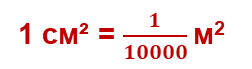 1 см² = 1/10000 м²